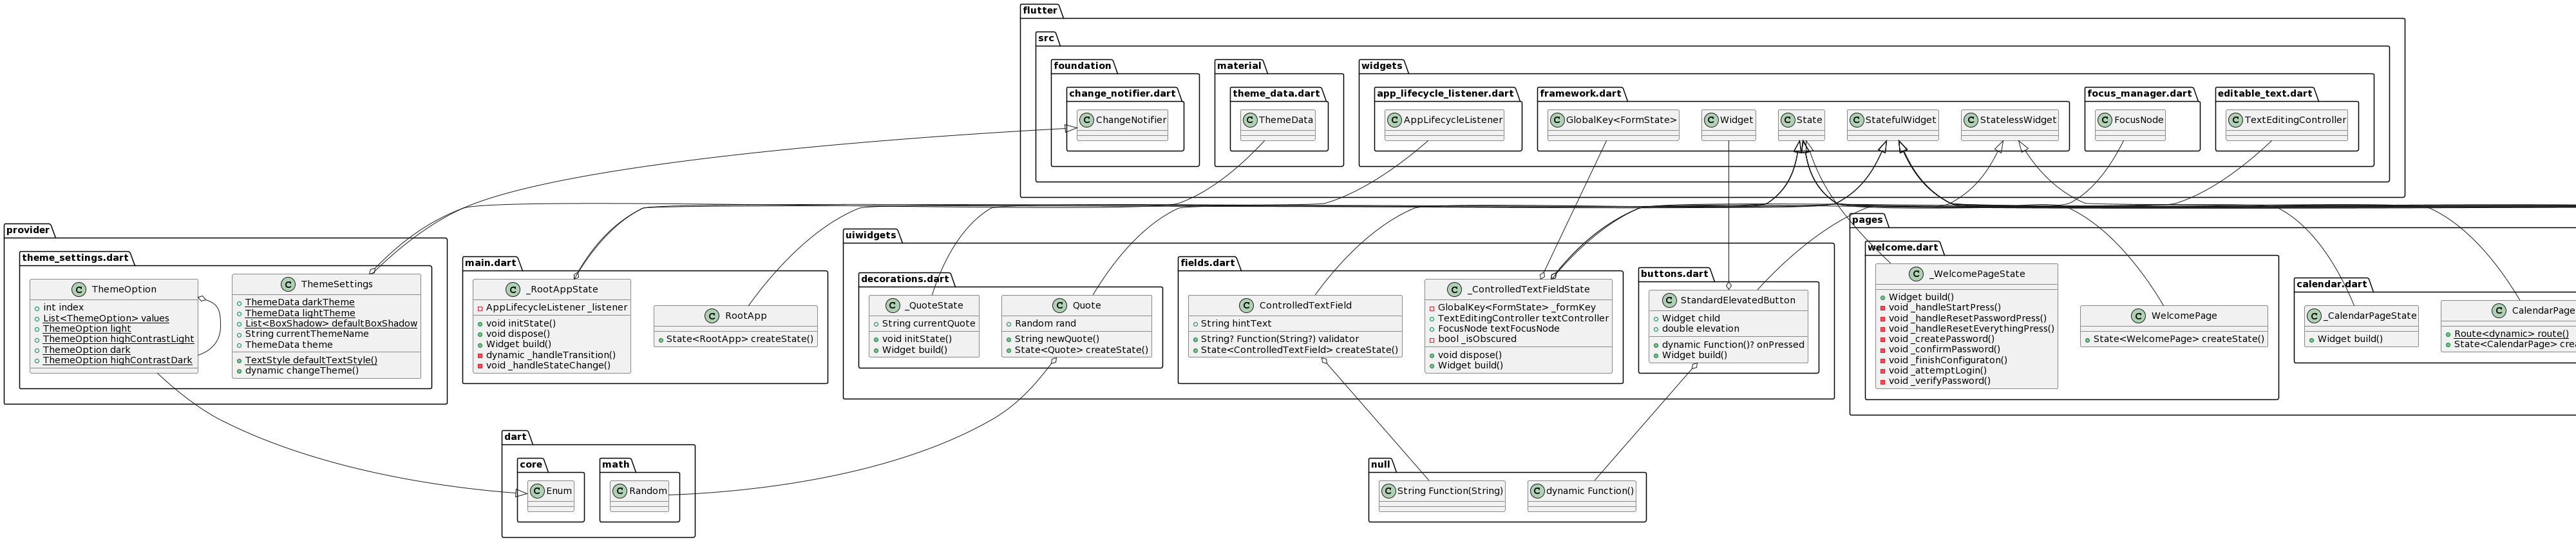 flutter
src
foundation
material
widgets
change_notifier.dart
theme_data.dart
app_lifecycle_listener.dart
framework.dart
focus_manager.dart
editable_text.dart
C ChangeNotifier
C ThemeData
C AppLifecycleListener
C GlobalKey<FormState>
C Widget
C State
C StatefulWidget
C StatelessWidget
C FocusNode
C TextEditingController
provider
theme_settings.dart
C ThemeOption
int index
List<ThemeOption> values
ThemeOption light
ThemeOption highContrastLight
ThemeOption dark
ThemeOption highContrastDark
C ThemeSettings
ThemeData darkTheme
ThemeData lightTheme
List<BoxShadow> defaultBoxShadow
String currentThemeName
ThemeData theme
TextStyle defaultTextStyle()
dynamic changeTheme()
main.dart
C _RootAppState
AppLifecycleListener _listener
void initState()
void dispose()
Widget build()
dynamic _handleTransition()
void _handleStateChange()
C RootApp
State<RootApp> createState()
uiwidgets
decorations.dart
C _QuoteState
String currentQuote
void initState()
Widget build()
C Quote
Random rand
String newQuote()
State<Quote> createState()
fields.dart
C ControlledTextField
String hintText
String? Function(String?) validator
State<ControlledTextField> createState()
C _ControlledTextFieldState
GlobalKey<FormState> _formKey
TextEditingController textController
FocusNode textFocusNode
bool _isObscured
void dispose()
Widget build()
buttons.dart
C StandardElevatedButton
Widget child
double elevation
dynamic Function()? onPressed
Widget build()
pages
welcome.dart
C _WelcomePageState
Widget build()
void _handleStartPress()
void _handleResetPasswordPress()
void _handleResetEverythingPress()
void _createPassword()
void _confirmPassword()
void _finishConfiguraton()
void _attemptLogin()
void _verifyPassword()
C WelcomePage
State<WelcomePage> createState()
calendar.dart
C _CalendarPageState
Widget build()
C CalendarPage
Route<dynamic> route()
State<CalendarPage> cre
dart
core
math
C Enum
C Random
null
C String Function(String)
C dynamic Function()